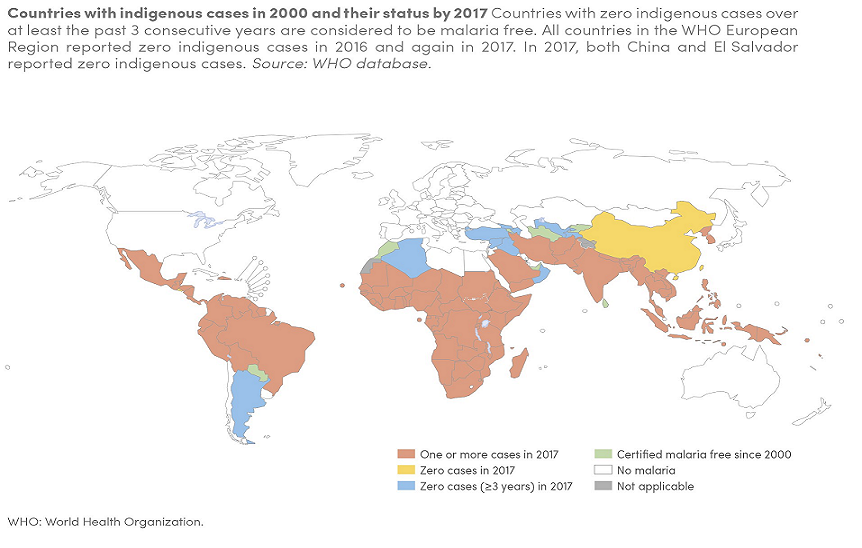 Countries with indigenous cases in 2000 and their status by 2017 Countries with zero indigenous cases over
at least the past 3 consecutive years are considered to be malaria free. All countries in the WHO European
Region reported zero indigenous cases in 2016 and again in 2017. In 2017, both China and El Salvador
reported zero indigenous cases. Source: WHO database.
One or more cases in 2017
Zero cases in 2017
Zero cases (≥3 years) in 2017
Certified malaria free since 2000
No malaria
Not applicable
WHO: World Health Organization.